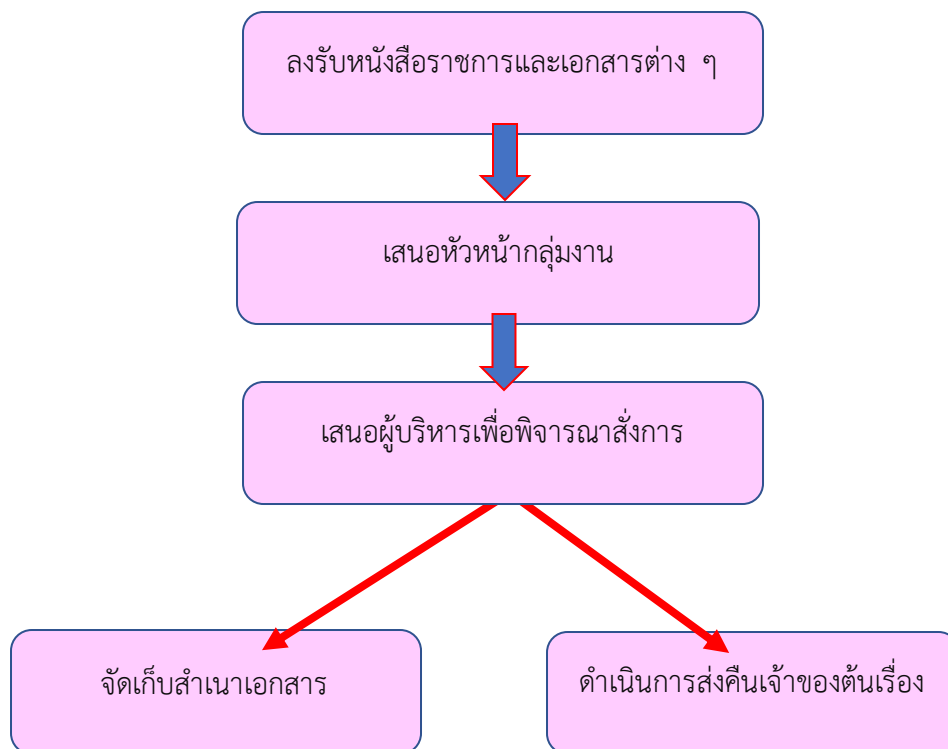 ลงรับหนังสือราชการและเอกสารต่าง ๆ
เสนอหัวหน้ากลุ่มงาน
เสนอผู้บริหารเพื่อพิจารณาสั่งการ
จัดเก็บสำเนาเอกสาร
ดำเนินการส่งคืนเจ้าของต้นเรื่อง